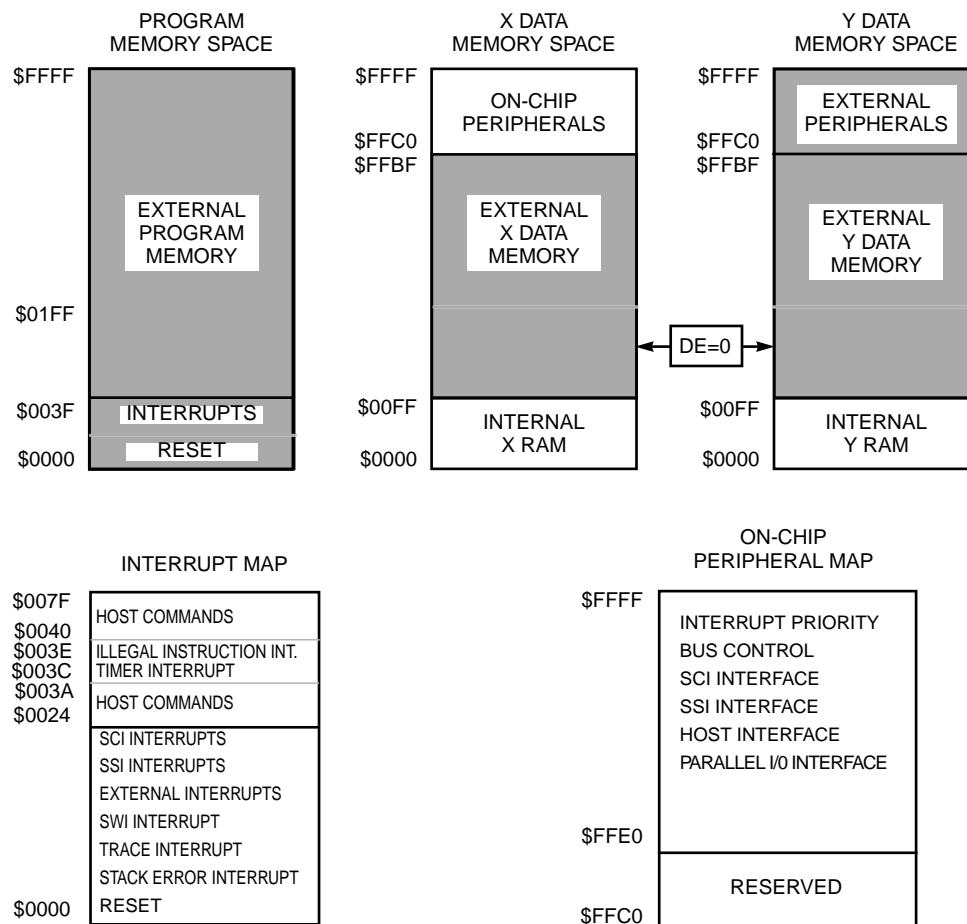 PROGRAM
MEMORY SPACE
$FFFF
EXTERNAL
PROGRAM
MEMORY
$01FF
$003F
INTERRUPTS
RESET
$0000
X DATA
MEMORY SPACE
$FFFF
ON-CHIP
PERIPHERALS
$FFC0
$FFBF
EXTERNAL
X DATA
MEMORY
DE=0
$00FF
INTERNAL
X RAM
$0000
Y DATA
MEMORY SPACE
$FFFF
EXTERNAL
PERIPHERALS
$FFC0
$FFBF
EXTERNAL
Y DATA
MEMORY
$00FF
INTERNAL
Y RAM
$0000
INTERRUPT MAP
$007F
HOST COMMANDS
$0040
$003E ILLEGAL INSTRUCTION INT.
$003C TIMER INTERRUPT
$003A
HOST COMMANDS
$0024
SCI INTERRUPTS
SSI INTERRUPTS
EXTERNAL INTERRUPTS
SWI INTERRUPT
TRACE INTERRUPT
STACK ERROR INTERRUPT
$0000 RESET
ON-CHIP
PERIPHERAL MAP
$FFFF
INTERRUPT PRIORITY
BUS CONTROL
SCI INTERFACE
SSI INTERFACE
HOST INTERFACE
PARALLEL I/0 INTERFACE
$FFE0
RESERVED
$FFC0